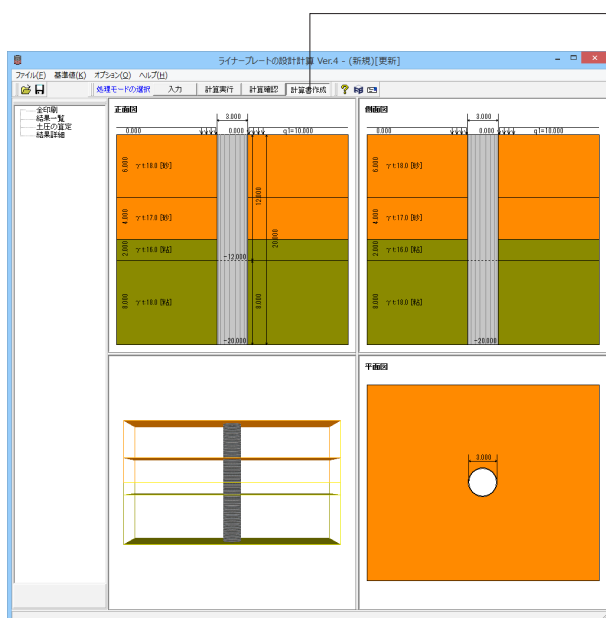 ライナープレートの設計計算 Ver.4 - (新規)[更新]
ファイル(F) 基準値(K) オプション(O) ヘルプ(H)
処理モードの選択 入力 計算実行 計算確認 計算書作成
全印刷
結果一覧
土圧の算定
結果詳細
正面図
3.000
0.000 0.000 q1=10.000
6.000 γt:18.0 [砂]
12.000
4.000 γt:17.0 [砂]
20.000
2.000 γt:16.0 [粘]
-12.000
8.000 γt:18.0 [粘] 8.000
-20.000
側面図
3.000
0.000 0.000 q1=10.000
6.000 γt:18.0 [砂]
4.000 γt:17.0 [砂]
2.000 γt:16.0 [粘]
8.000 γt:18.0 [粘]
-20.000
平面図
3.000